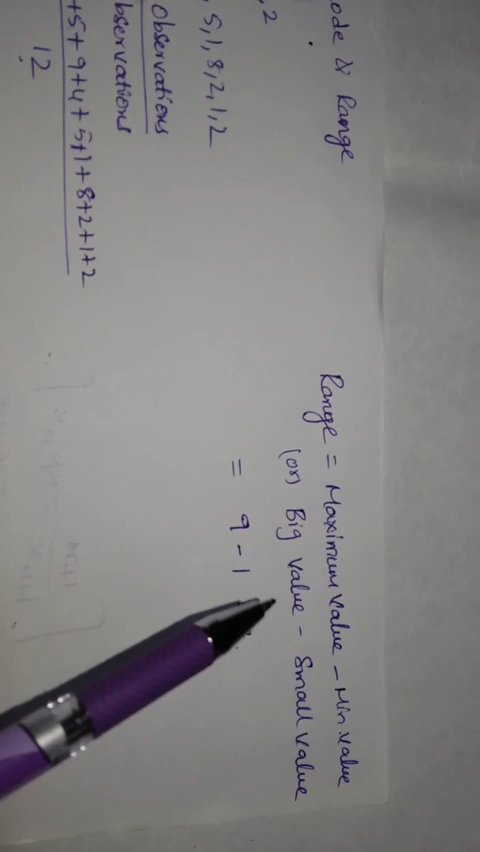 ode & Range
, 2
, 5, 1, 8, 2, 1, 2
observations
bservations
+5+9+4+5+1+8+2+1+2
12
Range = Maximum value - Min value
(or) Big value - Small value
= 9 - 1